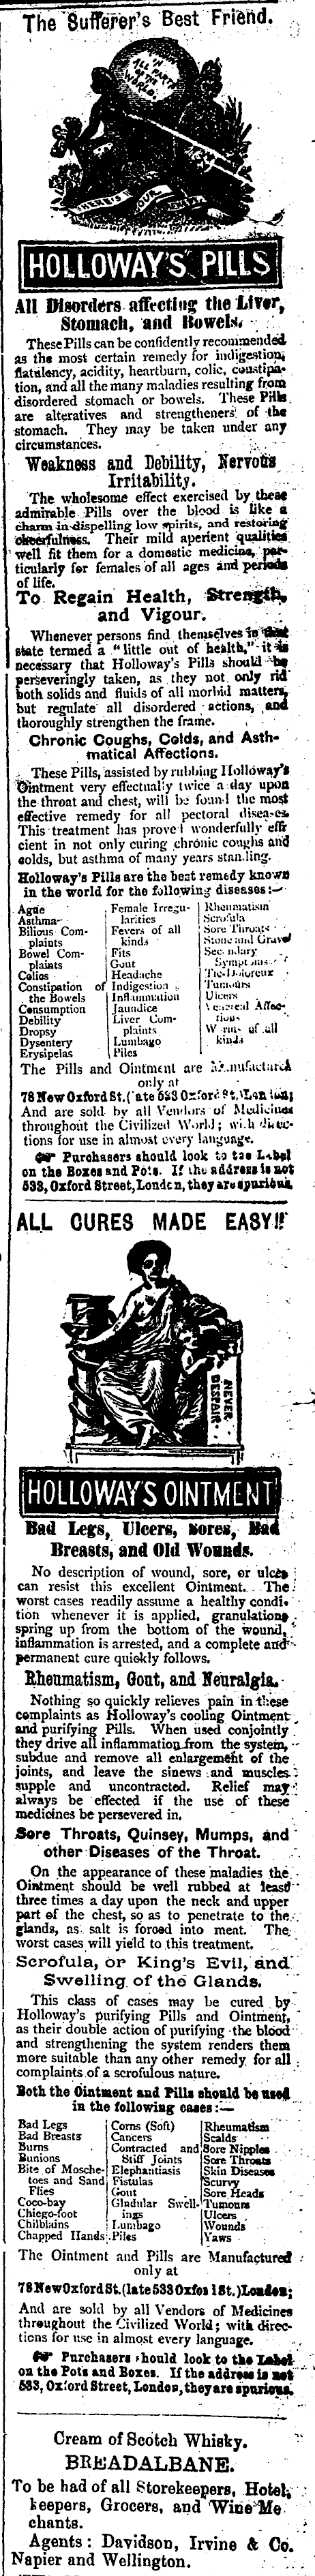 The Sufferer's Best Friend.
IN
ALL PARTS
OF THE
WORLD
HEREIS OUR
HOLLOWAY'S PILLS
All Disorders affecting the Liver,
Stomach, and Bowels.
These Pills can be confidently recommended
as the most certain remedy for indigestion,
flatulency, acidity, heartburn, colic, constipa-
tion, and all the many maladies resulting from
disordered stomach or bowels. These Pills
are alteratives and strengtheners of the
stomach. They may be taken under any
circumstances.
Weakness and Debility, Nervous
Irritability.
The wholesome effect exercised by these
admirable Pills over the blood is like a
charm in dispelling low spirits, and restoring
cheerfulness. Their mild aperient qualities
well fit them for a domestic medicine, par-
ticularly for females of all ages and periods
of life.
To Regain Health, Strength,
and Vigour.
Whenever persons find themselves in that
state termed a "little out of health," it is
necessary that Holloway's Pills should be
perseveringly taken, as they not only rid
both solids and fluids of all morbid matters,
but regulate all disordered actions, and
thoroughly strengthen the frame.
Chronic Coughs, Colds, and Asth-
matical Affections.
These Pills, assisted by rubbing Holloway's
Ointment very effectually twice a day upon
the throat and chest, will be found the most
effective remedy for all pectoral diseases.
This treatment has proved wonderfully effi
cient in not only curing chronic coughs and
colds, but asthma of many years standing.
Holloway's Pills are the best remedy known
in the world for the following diseases:—
Ague
Asthma
Bilious Com-
plaints
Bowel Com-
plaints
Colics
Constipation of
the Bowels
Consumption
Debility
Dropsy
Dysentery
Erysipelas
Female Irregu-
larities
Fevers of all
kinds
Fits
Gout
Headache
Indigestion
Inflammation
Jaundice
Liver Com-
plaints
Lumbago
Piles
Rheumatism
Scrofula
Sore Throats
Stone and Gravel
Secondary
Symptoms
Tic-Doloreux
Tumours
Ulcers
Venereal Affec-
tions
Worms of all
kinds
The Pills and Ointment are Manufactured
only at
78 New Oxford St. (late 533 Oxford St.) London;
And are sold by all Vendors of Medicines
throughout the Civilized World; with direc-
tions for use in almost every language.
☞ Purchasers should look to the Label
on the Boxes and Pots. If the address is not
533, Oxford Street, London, they are spurious.
ALL CURES MADE EASY!!
NEVER
DESPAIR
HOLLOWAY'S OINTMENT
Bad Legs, Ulcers, Sores, Bad
Breasts, and Old Wounds.
No description of wound, sore, or ulcer
can resist this excellent Ointment. The
worst cases readily assume a healthy condi-
tion whenever it is applied, granulations
spring up from the bottom of the wound,
inflammation is arrested, and a complete and
permanent cure quickly follows.
Rheumatism, Gout, and Neuralgia.
Nothing so quickly relieves pain in these
complaints as Holloway's cooling Ointment
and purifying Pills. When used conjointly
they drive all inflammation from the system,
subdue and remove all enlargement of the
joints, and leave the sinews and muscles
supple and uncontracted. Relief may
always be effected if the use of these
medicines be persevered in.
Sore Throats, Quinsey, Mumps, and
other Diseases of the Throat.
On the appearance of these maladies the
Ointment should be well rubbed at least
three times a day upon the neck and upper
part of the chest, so as to penetrate to the
glands, as salt is forced into meat. The
worst cases will yield to this treatment.
Scrofula, or King's Evil, and
Swelling of the Glands.
This class of cases may be cured by
Holloway's purifying Pills and Ointment,
as their double action of purifying the blood
and strengthening the system renders them
more suitable than any other remedy for all
complaints of a scrofulous nature.
Both the Ointment and Pills should be used
in the following cases:—
Bad Legs
Bad Breasts
Burns
Bunions
Bite of Mosche-
toes and Sand
Flies
Coco-bay
Chiego-foot
Chilblains
Chapped Hands
Corns (Soft)
Cancers
Contracted and
Stiff Joints
Elephantiasis
Fistulas
Gout
Gladular Swell-
ings
Lumbago
Piles
Rheumatism
Scalds
Sore Nipples
Sore Throats
Skin Diseases
Scurvy
Sore Heads
Tumours
Ulcers
Wounds
Yaws
The Ointment and Pills are Manufactured
only at
78 New Oxford St. (late 533 Oxfo1 1St.) London;
And are sold by all Vendors of Medicines
throughout the Civilized World; with direc-
tions for use in almost every language.
☞ Purchasers should look to the Label
on the Pots and Boxes. If the address is not
533, Oxford Street, London, they are spurious.
Cream of Scotch Whisky.
BREADALBANE.
To be had of all Storekeepers, Hotel
keepers, Grocers, and Wine Me
chants.
Agents: Davidson, Irvine & Co.
Napier and Wellington.